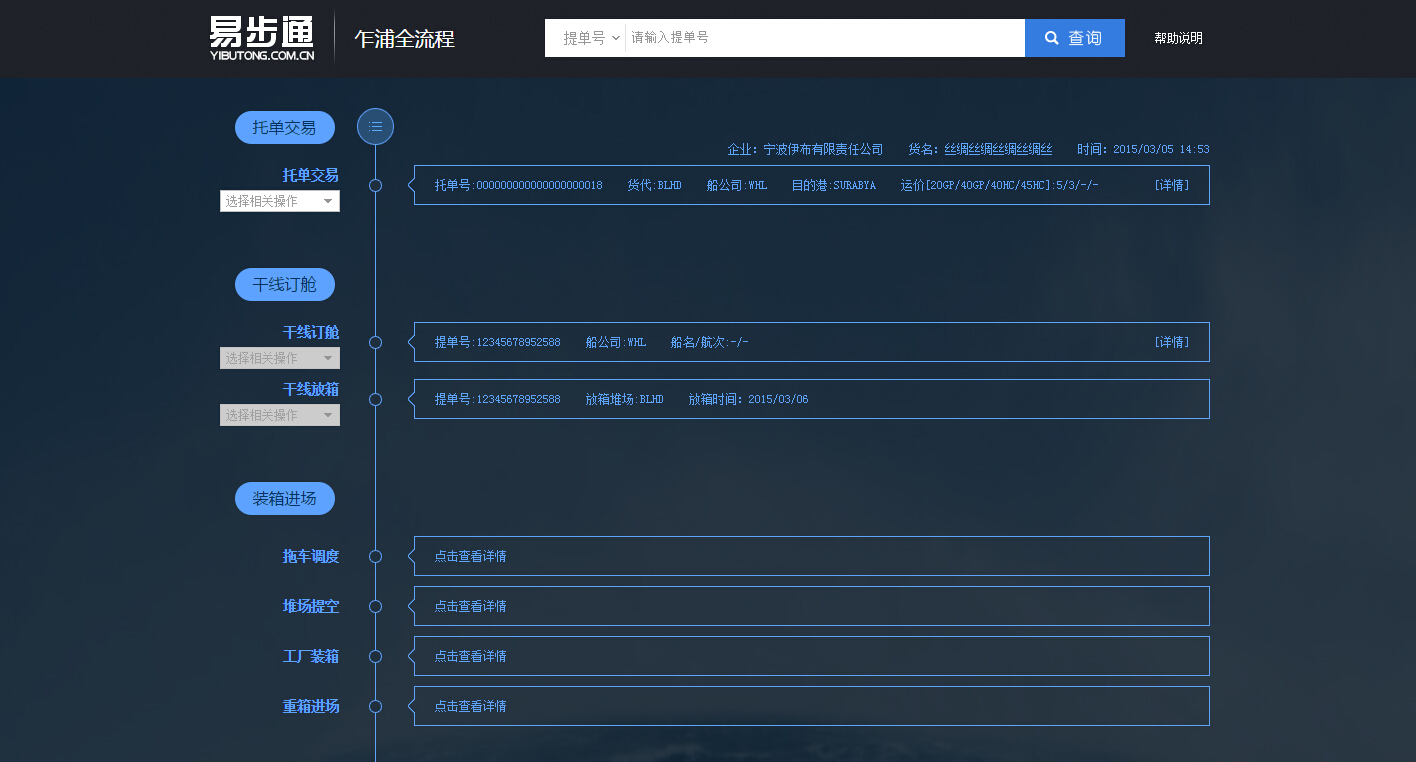 易步通
YIBUTONG.COM.CN
乍浦全流程
提单号 请输入提单号 查询 帮助说明
托单交易
企业：宁波伊布有限责任公司 货名：丝绸丝绸丝绸丝绸丝 时间：2015/03/05 14:53
托单交易
选择相关操作
托单号:000000000000000000018 货代:BLHD 船公司:WHL 目的港:SURABYA 运价[20GP/40GP/40HC/45HC]:5/3/-/- [详情]
干线订舱
干线订舱
选择相关操作
提单号:12345678952588 船公司:WHL 船名/航次:-/- [详情]
干线放箱
选择相关操作
提单号:12345678952588 放箱堆场:BLHD 放箱时间：2015/03/06
装箱进场
拖车调度 点击查看详情
堆场提空 点击查看详情
工厂装箱 点击查看详情
重箱进场 点击查看详情